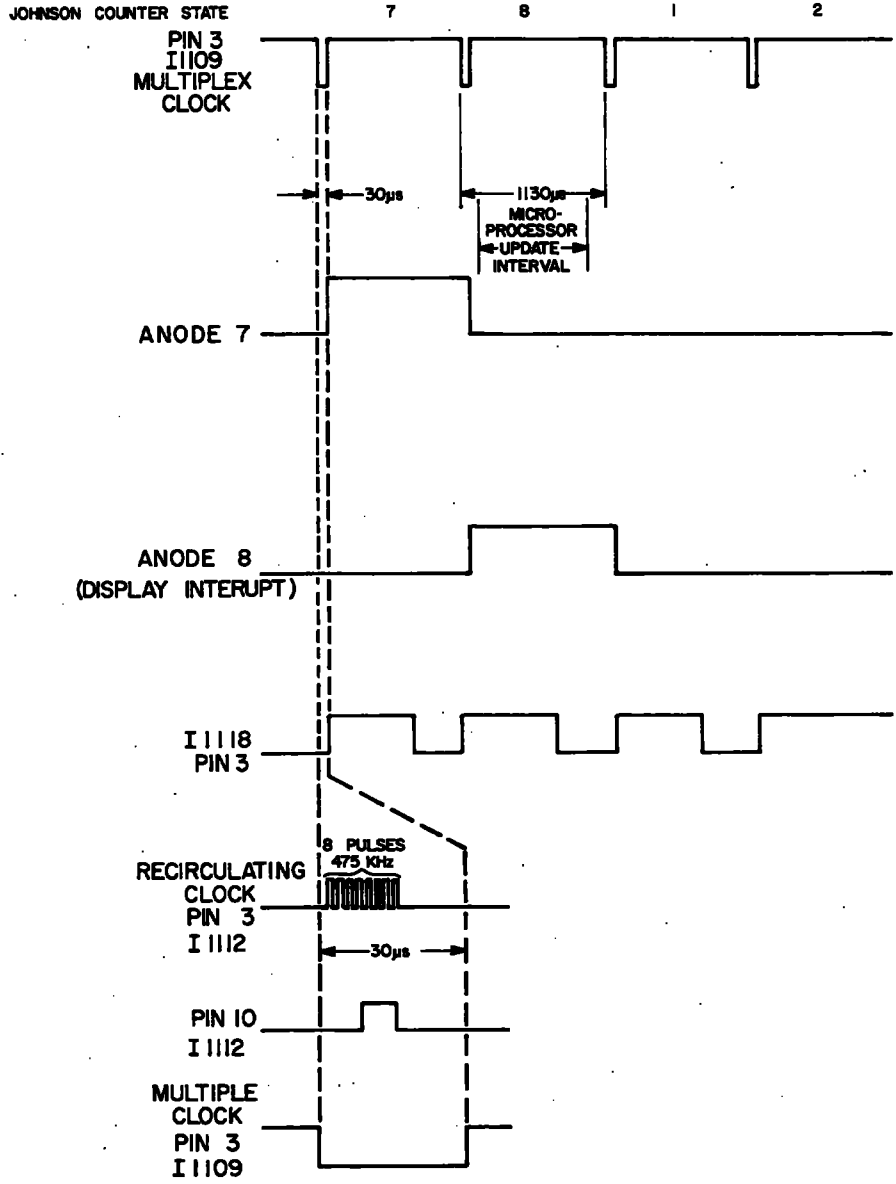 JOHNSON COUNTER STATE 7 8 1 2
PIN 3
I1109
MULTIPLEX
CLOCK
30µs
1130µs
MICRO-
PROCESSOR
UPDATE
INTERVAL
ANODE 7
ANODE 8
(DISPLAY INTERUPT)
I1118
PIN 3
8 PULSES
475 KHz
RECIRCULATING
CLOCK
PIN 3
I1112
30µs
PIN 10
I1112
MULTIPLE
CLOCK
PIN 3
I1109